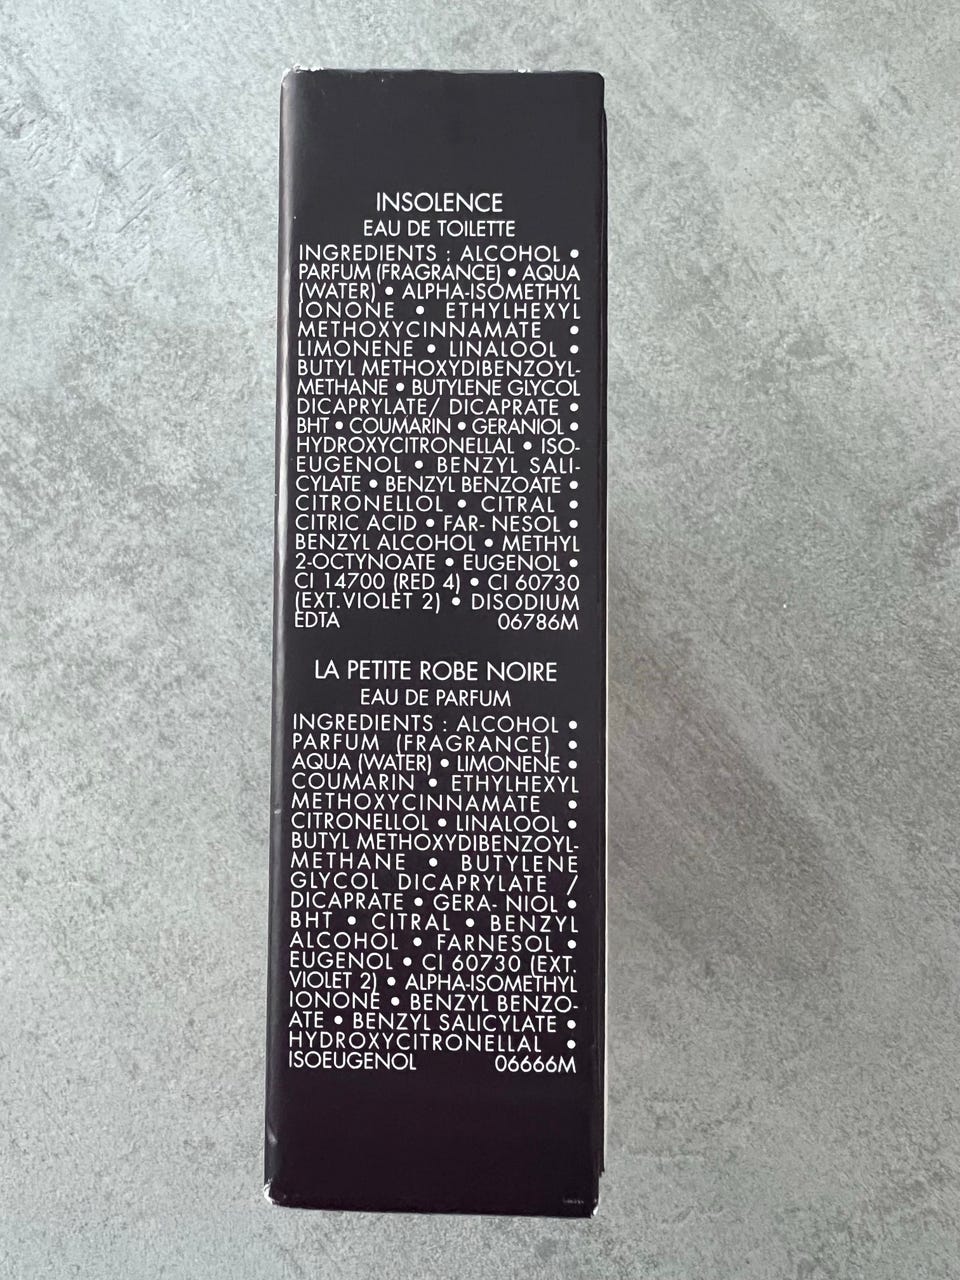 INSOLENCE
EAU DE TOILETTE
INGREDIENTS : ALCOHOL •
PARFUM (FRAGRANCE) • AQUA
(WATER) • ALPHA-ISOMETHYL
IONONE • ETHYLHEXYL
METHOXYCINNAMATE •
LIMONENE • LINALOOL •
BUTYL METHOXYDIBENZOYL-
METHANE • BUTYLENE GLYCOL
DICAPRYLATE/ DICAPRATE •
BHT • COUMARIN • GERANIOL •
HYDROXYCITRONELLAL • ISO-
EUGENOL • BENZYL SALI-
CYLATE • BENZYL BENZOATE •
CITRONELLOL • CITRAL •
CITRIC ACID • FAR- NESOL •
BENZYL ALCOHOL • METHYL
2-OCTYNOATE • EUGENOL •
CI 14700 (RED 4) • CI 60730
(EXT.VIOLET 2) • DISODIUM
EDTA 06786M
LA PETITE ROBE NOIRE
EAU DE PARFUM
INGREDIENTS : ALCOHOL •
PARFUM (FRAGRANCE) •
AQUA (WATER) • LIMONENE •
COUMARIN • ETHYLHEXYL
METHOXYCINNAMATE •
CITRONELLOL • LINALOOL •
BUTYL METHOXYDIBENZOYL-
METHANE • BUTYLENE
GLYCOL DICAPRYLATE /
DICAPRATE • GERA- NIOL •
BHT • CITRAL • BENZYL
ALCOHOL • FARNESOL •
EUGENOL • CI 60730 (EXT.
VIOLET 2) • ALPHA-ISOMETHYL
IONONE • BENZYL BENZO-
ATE • BENZYL SALICYLATE •
HYDROXYCITRONELLAL •
ISOEUGENOL 06666M